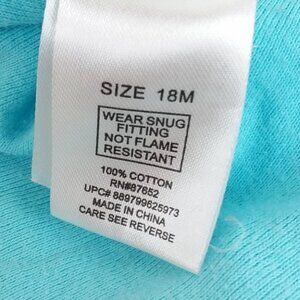 SIZE 18M
WEAR SNUG
FITTING
NOT FLAME
RESISTANT
100% COTTON
RN#87652
UPC# 889799625973
MADE IN CHINA
CARE SEE REVERSE